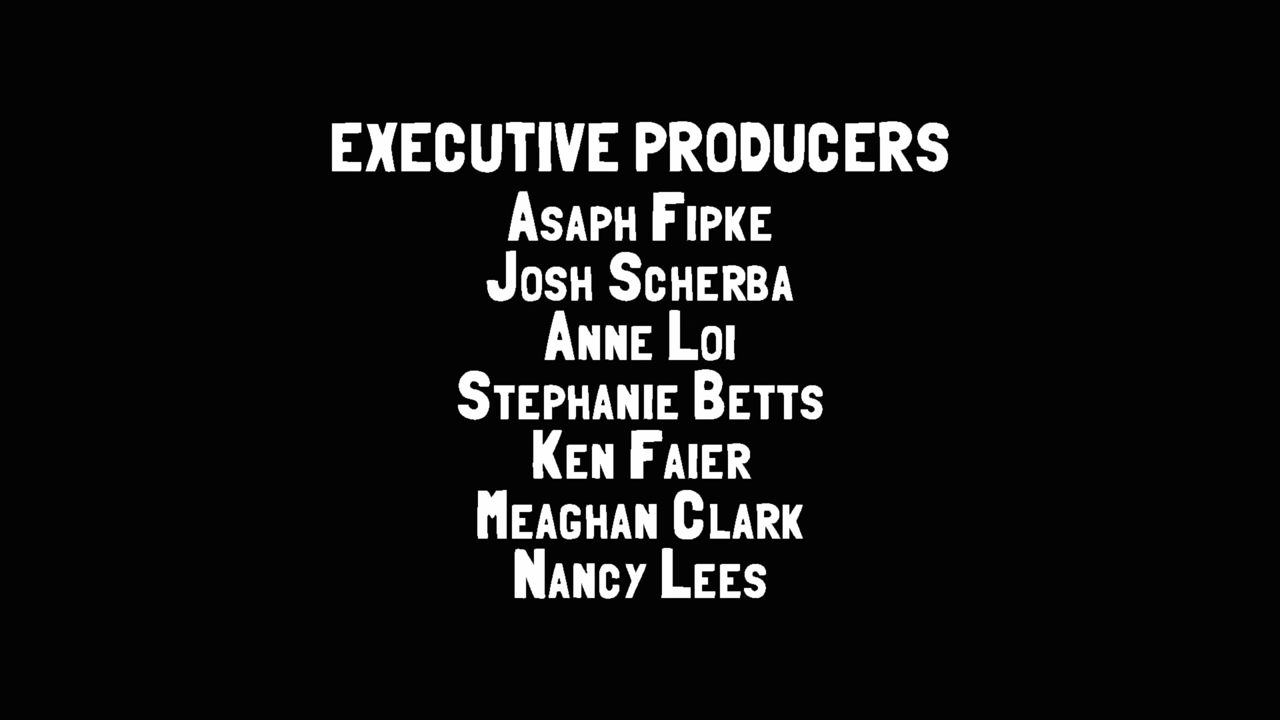 EXECUTIVE PRODUCERS
ASAPH FIPKE
JOSH SCHERBA
ANNE LOI
STEPHANIE BETTS
KEN FAIER
MEAGHAN CLARK
NANCY LEES